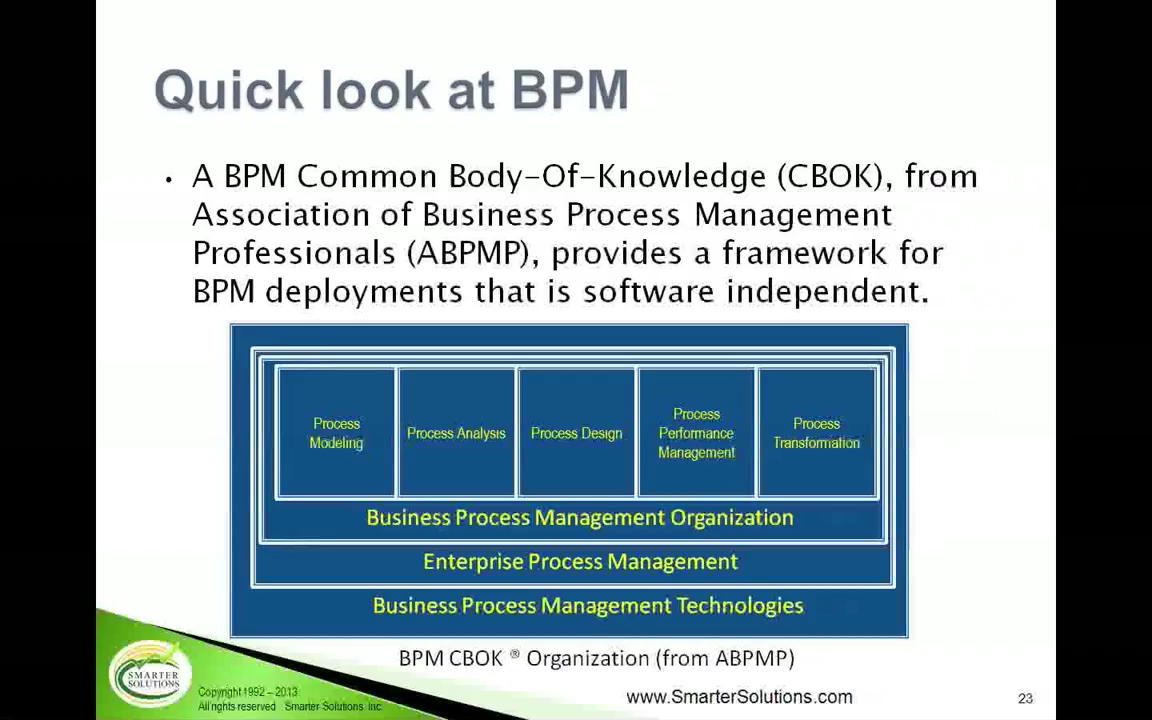 Quick look at BPM
• A BPM Common Body-Of-Knowledge (CBOK), from
Association of Business Process Management
Professionals (ABPMP), provides a framework for
BPM deployments that is software independent.
Process
Modeling
Process Analysis
Process Design
Process
Performance
Management
Process
Transformation
Business Process Management Organization
Enterprise Process Management
Business Process Management Technologies
BPM CBOK ® Organization (from ABPMP)
SMARTER
SOLUTIONS
Copyright 1992 – 2013
All rights reserved Smarter Solutions, Inc
www.SmarterSolutions.com
23